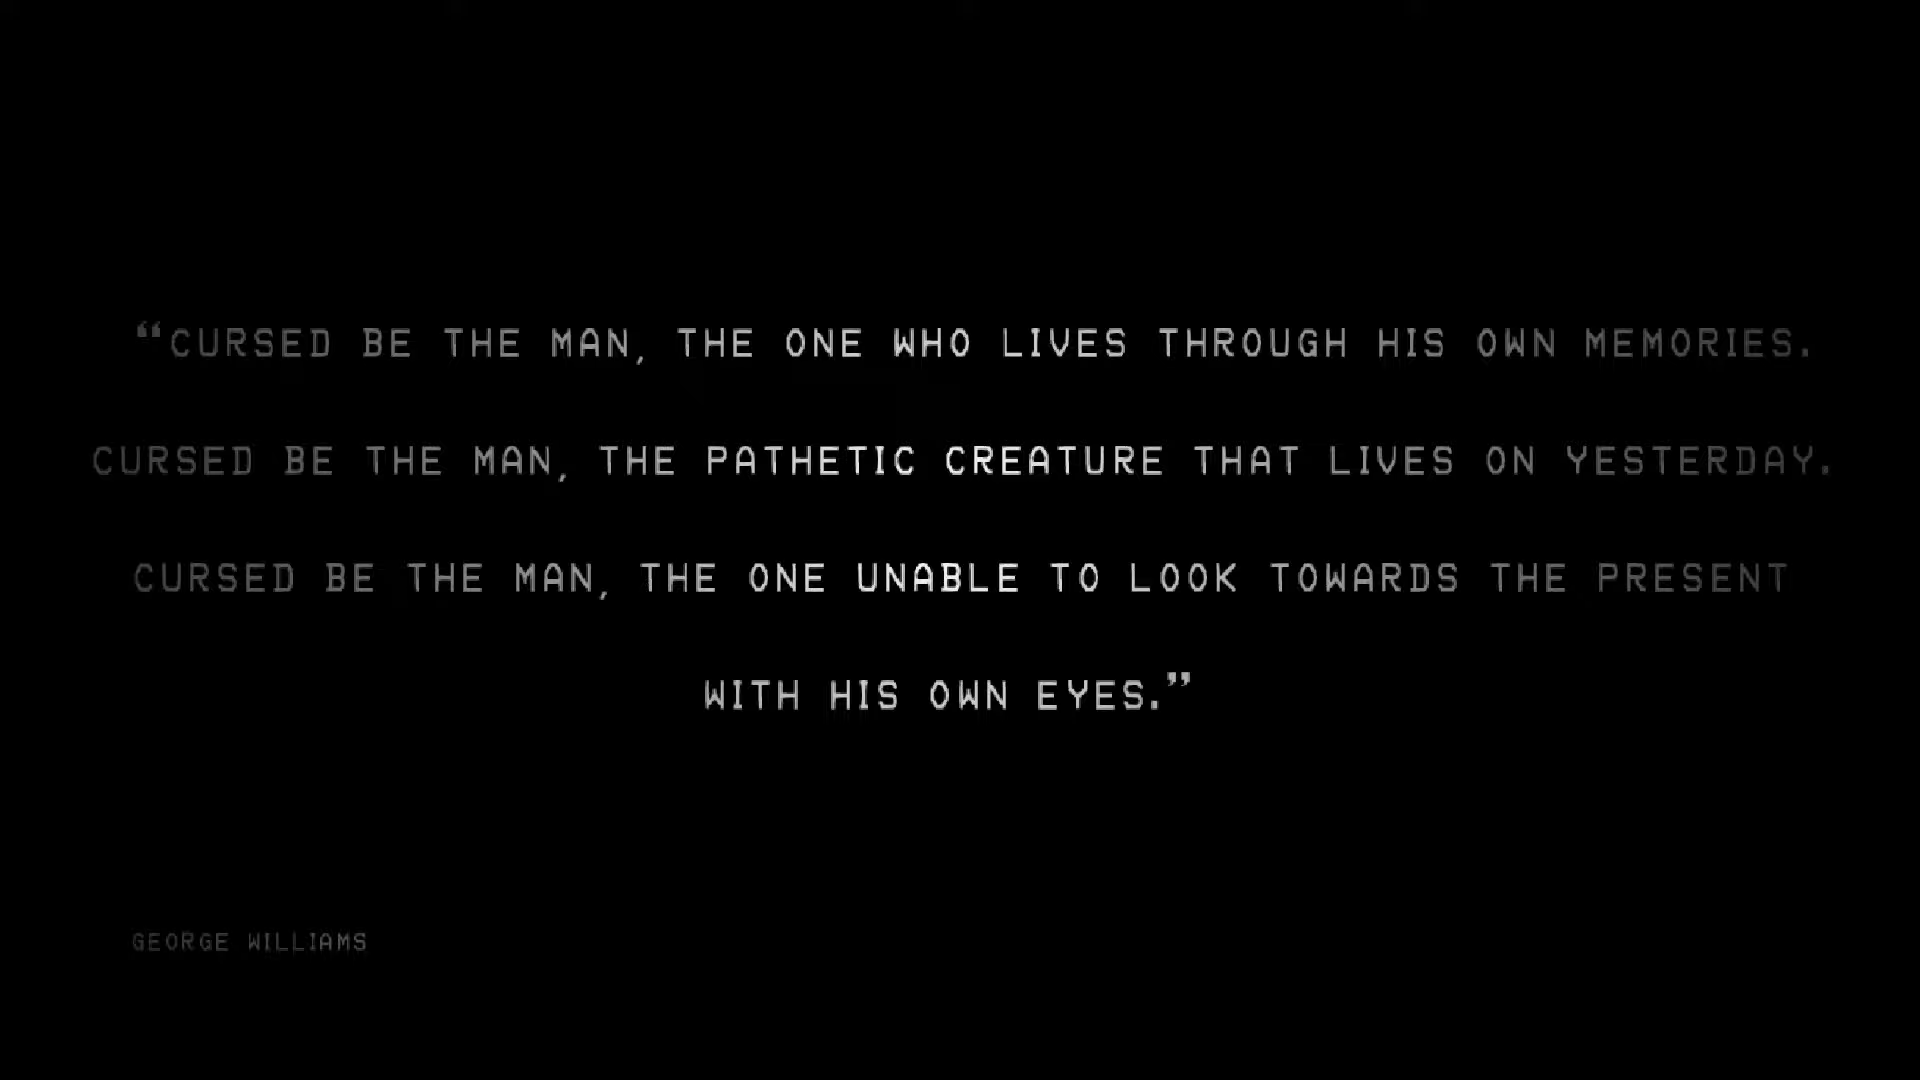 “CURSED BE THE MAN, THE ONE WHO LIVES THROUGH HIS OWN MEMORIES.
CURSED BE THE MAN, THE PATHETIC CREATURE THAT LIVES ON YESTERDAY.
CURSED BE THE MAN, THE ONE UNABLE TO LOOK TOWARDS THE PRESENT
WITH HIS OWN EYES.”
GEORGE WILLIAMS